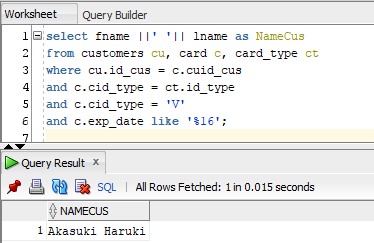 Worksheet Query Builder
1 select fname ||' '|| lname as NameCus
2 from customers cu, card c, card_type ct
3 where cu.id_cus = c.cuid_cus
4 and c.cid_type = ct.id_type
5 and c.cid_type = 'V'
6 and c.exp_date like '%16';
7
Query Result x
SQL | All Rows Fetched: 1 in 0.015 seconds
NAMECUS
1 Akasuki Haruki